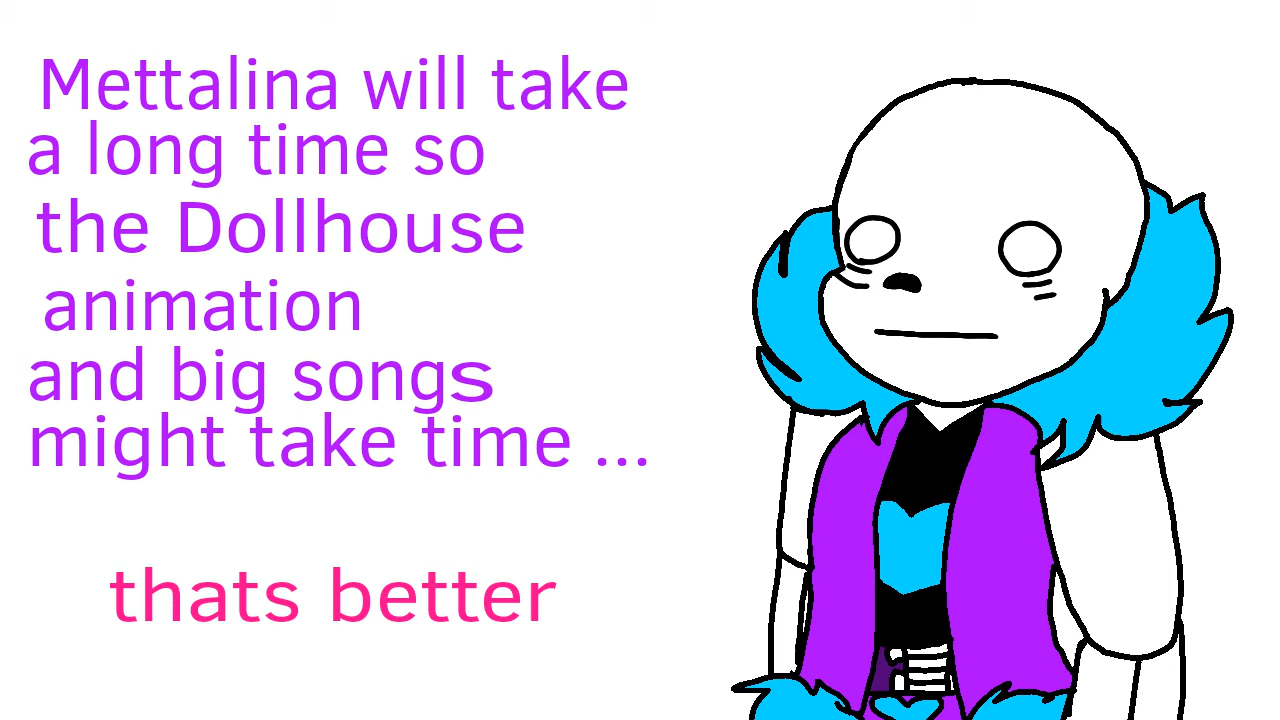 Mettalina will take
a long time so
the Dollhouse
animation
and big songs
might take time ...
thats better